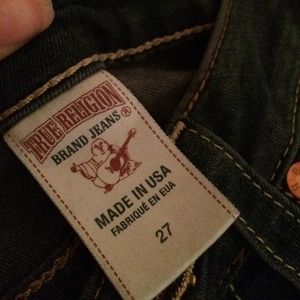 TRUE RELIGION
BRAND JEANS®
MADE IN USA
FABRIQUÉ EN EUA
27